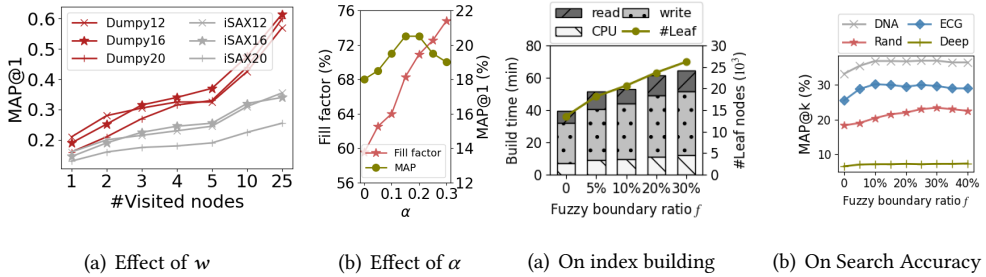 MAP@1
0.6
0.5
0.4
0.3
0.2
Dumpy12
Dumpy16
Dumpy20
iSAX12
iSAX16
iSAX20
1 2 3 4 5 10 25
#Visited nodes
(a) Effect of w
Fill factor (%)
76
72
68
64
60
56
Fill factor
MAP
22
20
18
16
14
12
MAP@1 (%)
0 0.1 0.2 0.3
α
(b) Effect of α
read
write
CPU
#Leaf
Build time (min)
80
60
40
20
0
30
25
20
15
10
5
0
#Leaf nodes (10³)
0 5% 10% 20% 30%
Fuzzy boundary ratio f
(a) On index building
DNA
ECG
Rand
Deep
MAP@k (%)
30
20
10
0 10% 20% 30% 40%
Fuzzy boundary ratio f
(b) On Search Accuracy